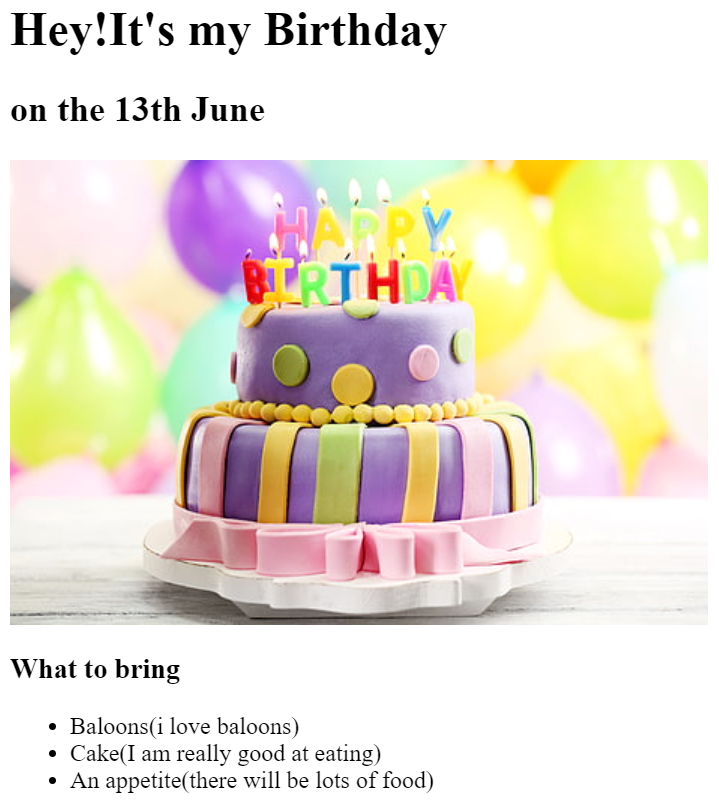 Hey!It's my Birthday
on the 13th June
HAPPY
BIRTHDAY
What to bring
Baloons(i love baloons)
Cake(I am really good at eating)
An appetite(there will be lots of food)